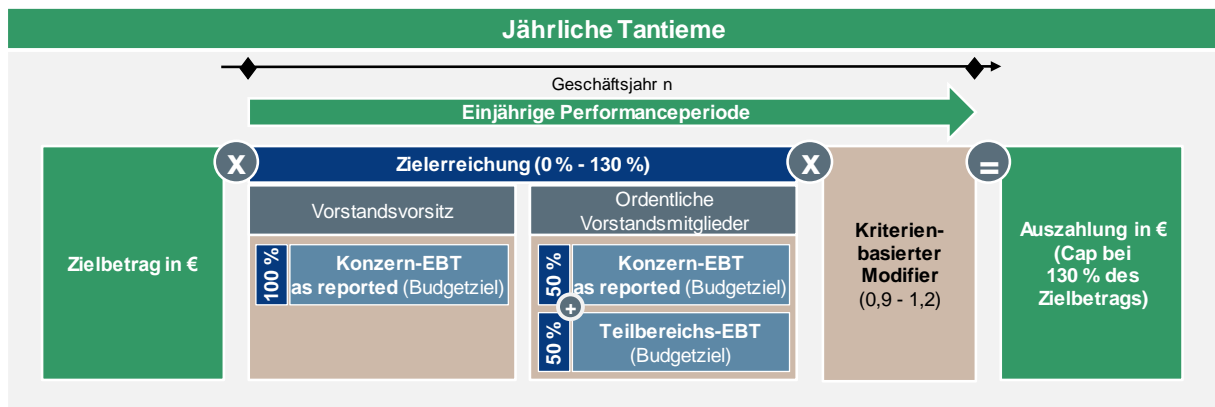 Jährliche Tantieme
Geschäftsjahr n
Einjährige Performanceperiode
Zielbetrag in €
x
Zielerreichung (0 % - 130 %)
Vorstandsvorsitz
100 %
Konzern-EBT
as reported (Budgetziel)
Ordentliche
Vorstandsmitglieder
50 %
Konzern-EBT
as reported (Budgetziel)
+
50 %
Teilbereichs-EBT
(Budgetziel)
x
Kriterien-
basierter
Modifier
(0,9 - 1,2)
=
Auszahlung in €
(Cap bei
130 % des
Zielbetrags)